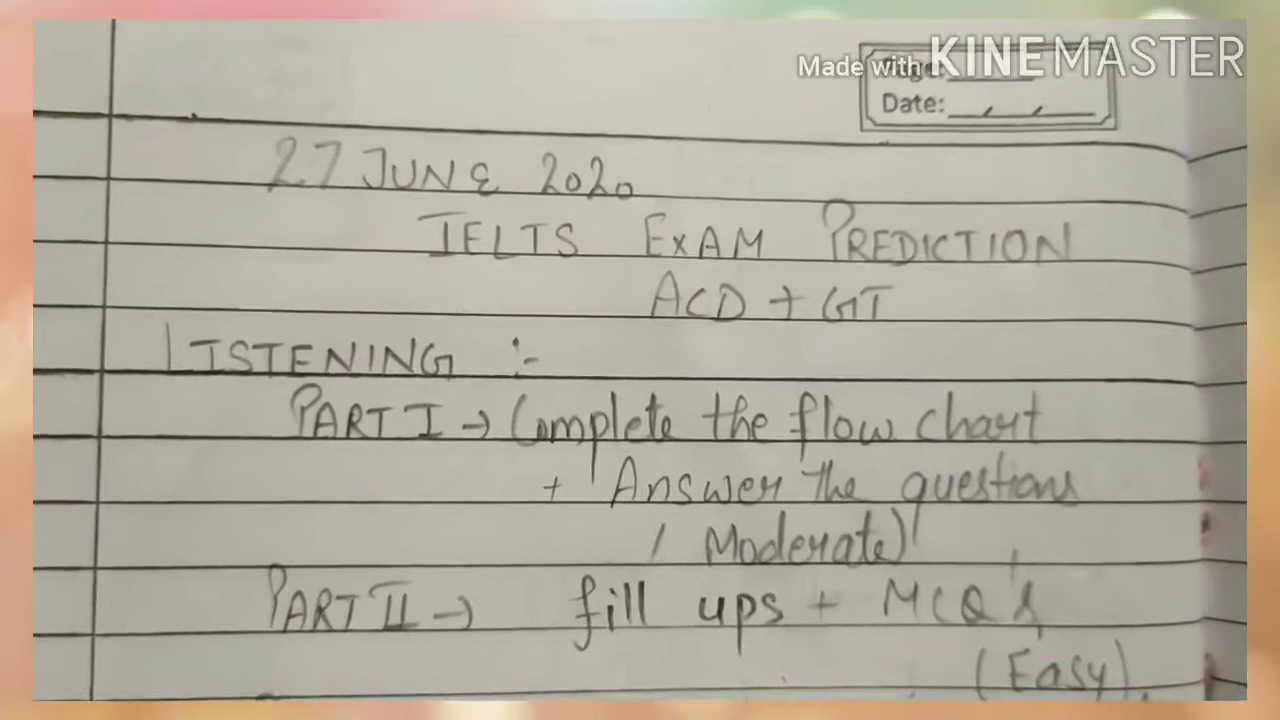 Made with KINEMASTER
Date:
27 JUNE 2020
IELTS EXAM PREDICTION
ACD + GT
LISTENING :-
PART I → Complete the flow chart
+ Answer the questions
( Moderate)
PART II → fill ups + MCQ's
(Easy).